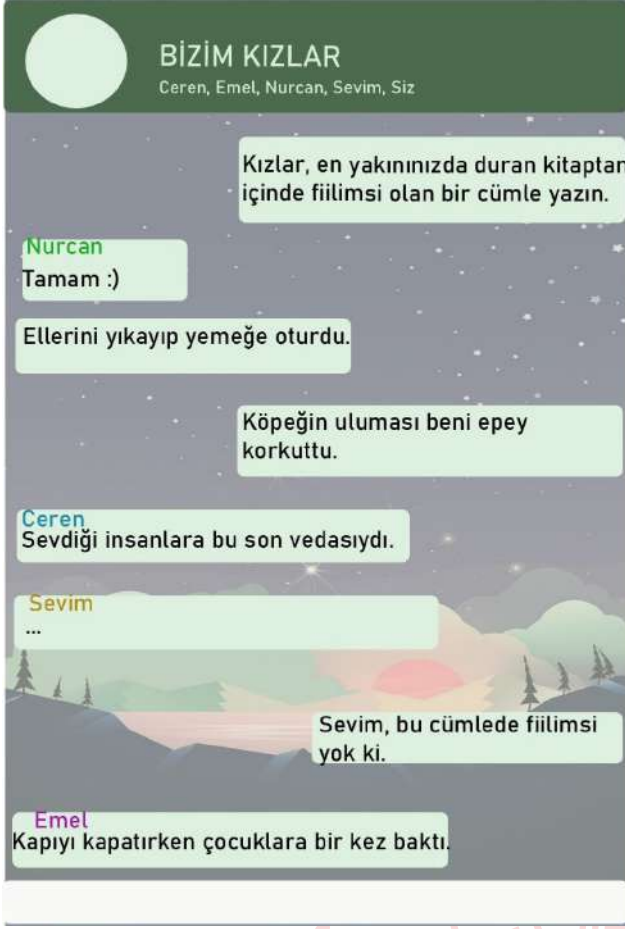 BİZİM KIZLAR
Ceren, Emel, Nurcan, Sevim, Siz
Kızlar, en yakınınızda duran kitaptan
içinde fiilimsi olan bir cümle yazın.
Nurcan
Tamam :)
Ellerini yıkayıp yemeğe oturdu.
Köpeğin uluması beni epey
korkuttu.
Ceren
Sevdiği insanlara bu son vedasıydı.
Sevim
...
Sevim, bu cümlede fiilimsi
yok ki.
Emel
Kapıyı kapatırken çocuklara bir kez baktı.